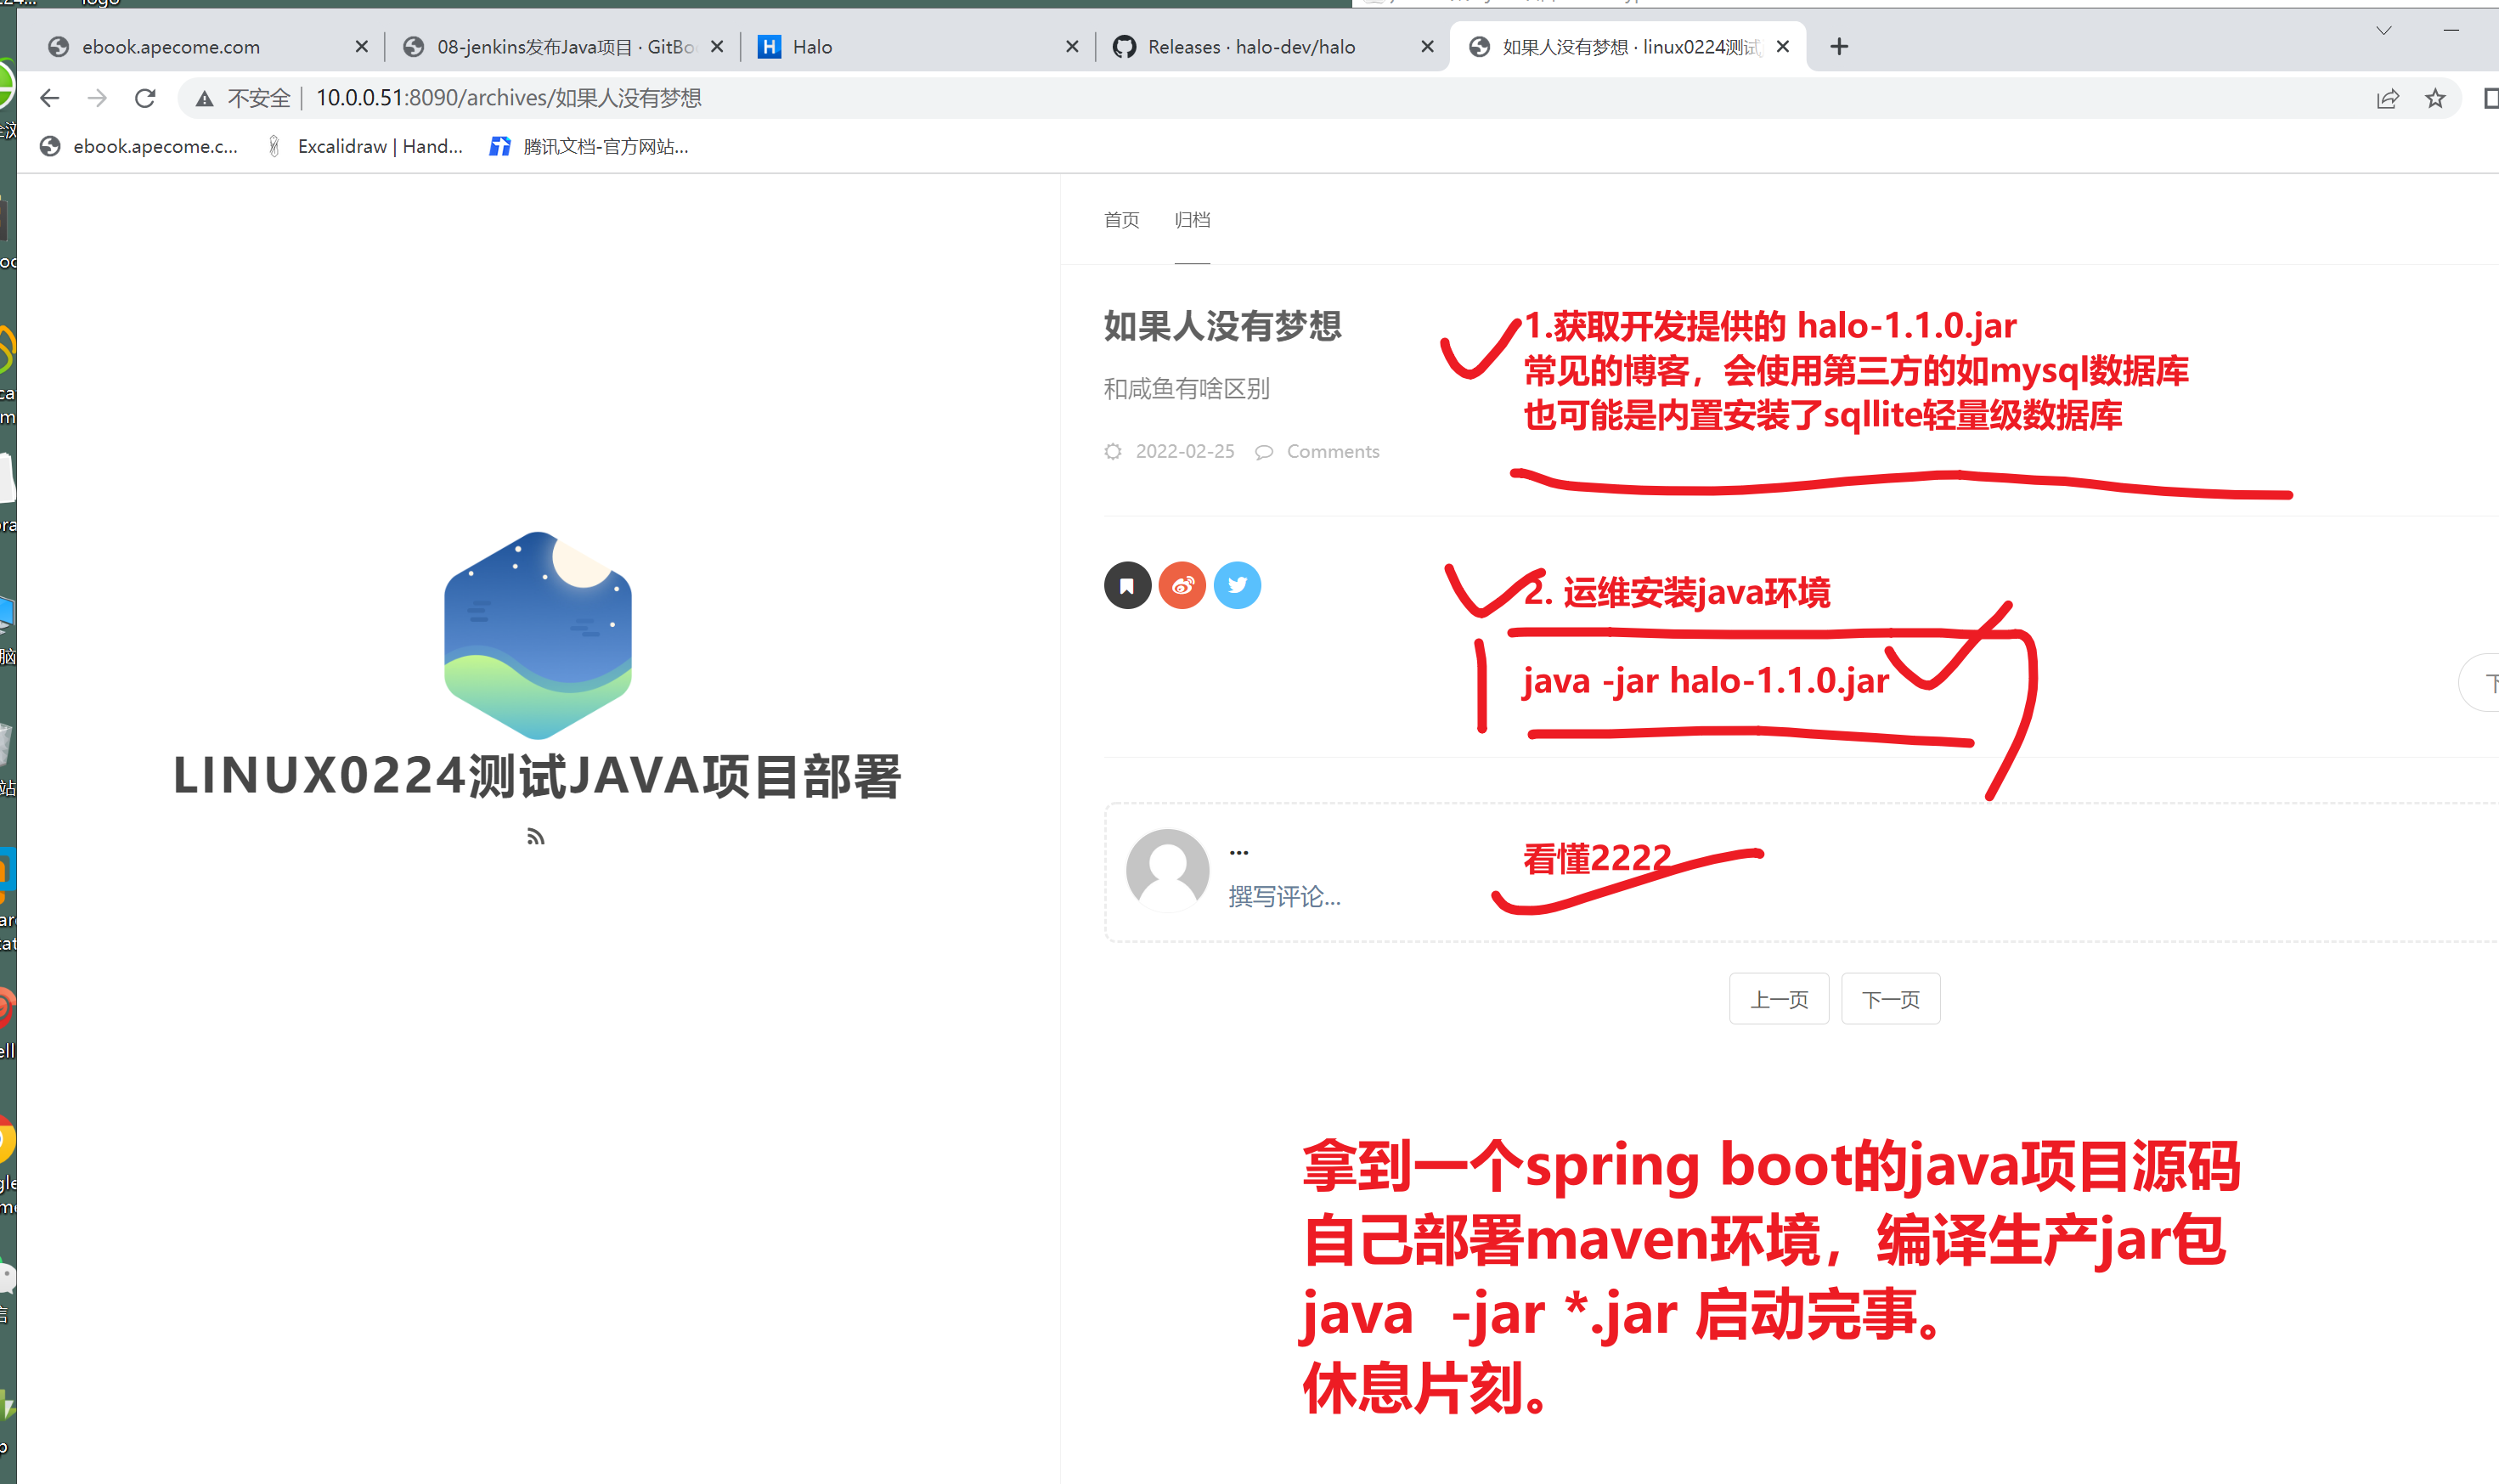 logo
ebook.apecome.com
08-jenkins发布Java项目 · GitBo
Halo
Releases · halo-dev/halo
如果人没有梦想 · linux0224测试
不安全
10.0.0.51:8090/archives/如果人没有梦想
ebook.apecome.c...
Excalidraw | Hand...
腾讯文档-官方网站...
首页
归档
如果人没有梦想
和咸鱼有啥区别
2022-02-25
Comments
1.获取开发提供的 halo-1.1.0.jar
常见的博客，会使用第三方的如mysql数据库
也可能是内置安装了sqllite轻量级数据库
2. 运维安装java环境
java -jar halo-1.1.0.jar
LINUX0224测试JAVA项目部署
...
撰写评论...
看懂2222
上一页
下一页
拿到一个spring boot的java项目源码
自己部署maven环境，编译生产jar包
java -jar *.jar 启动完事。
休息片刻。